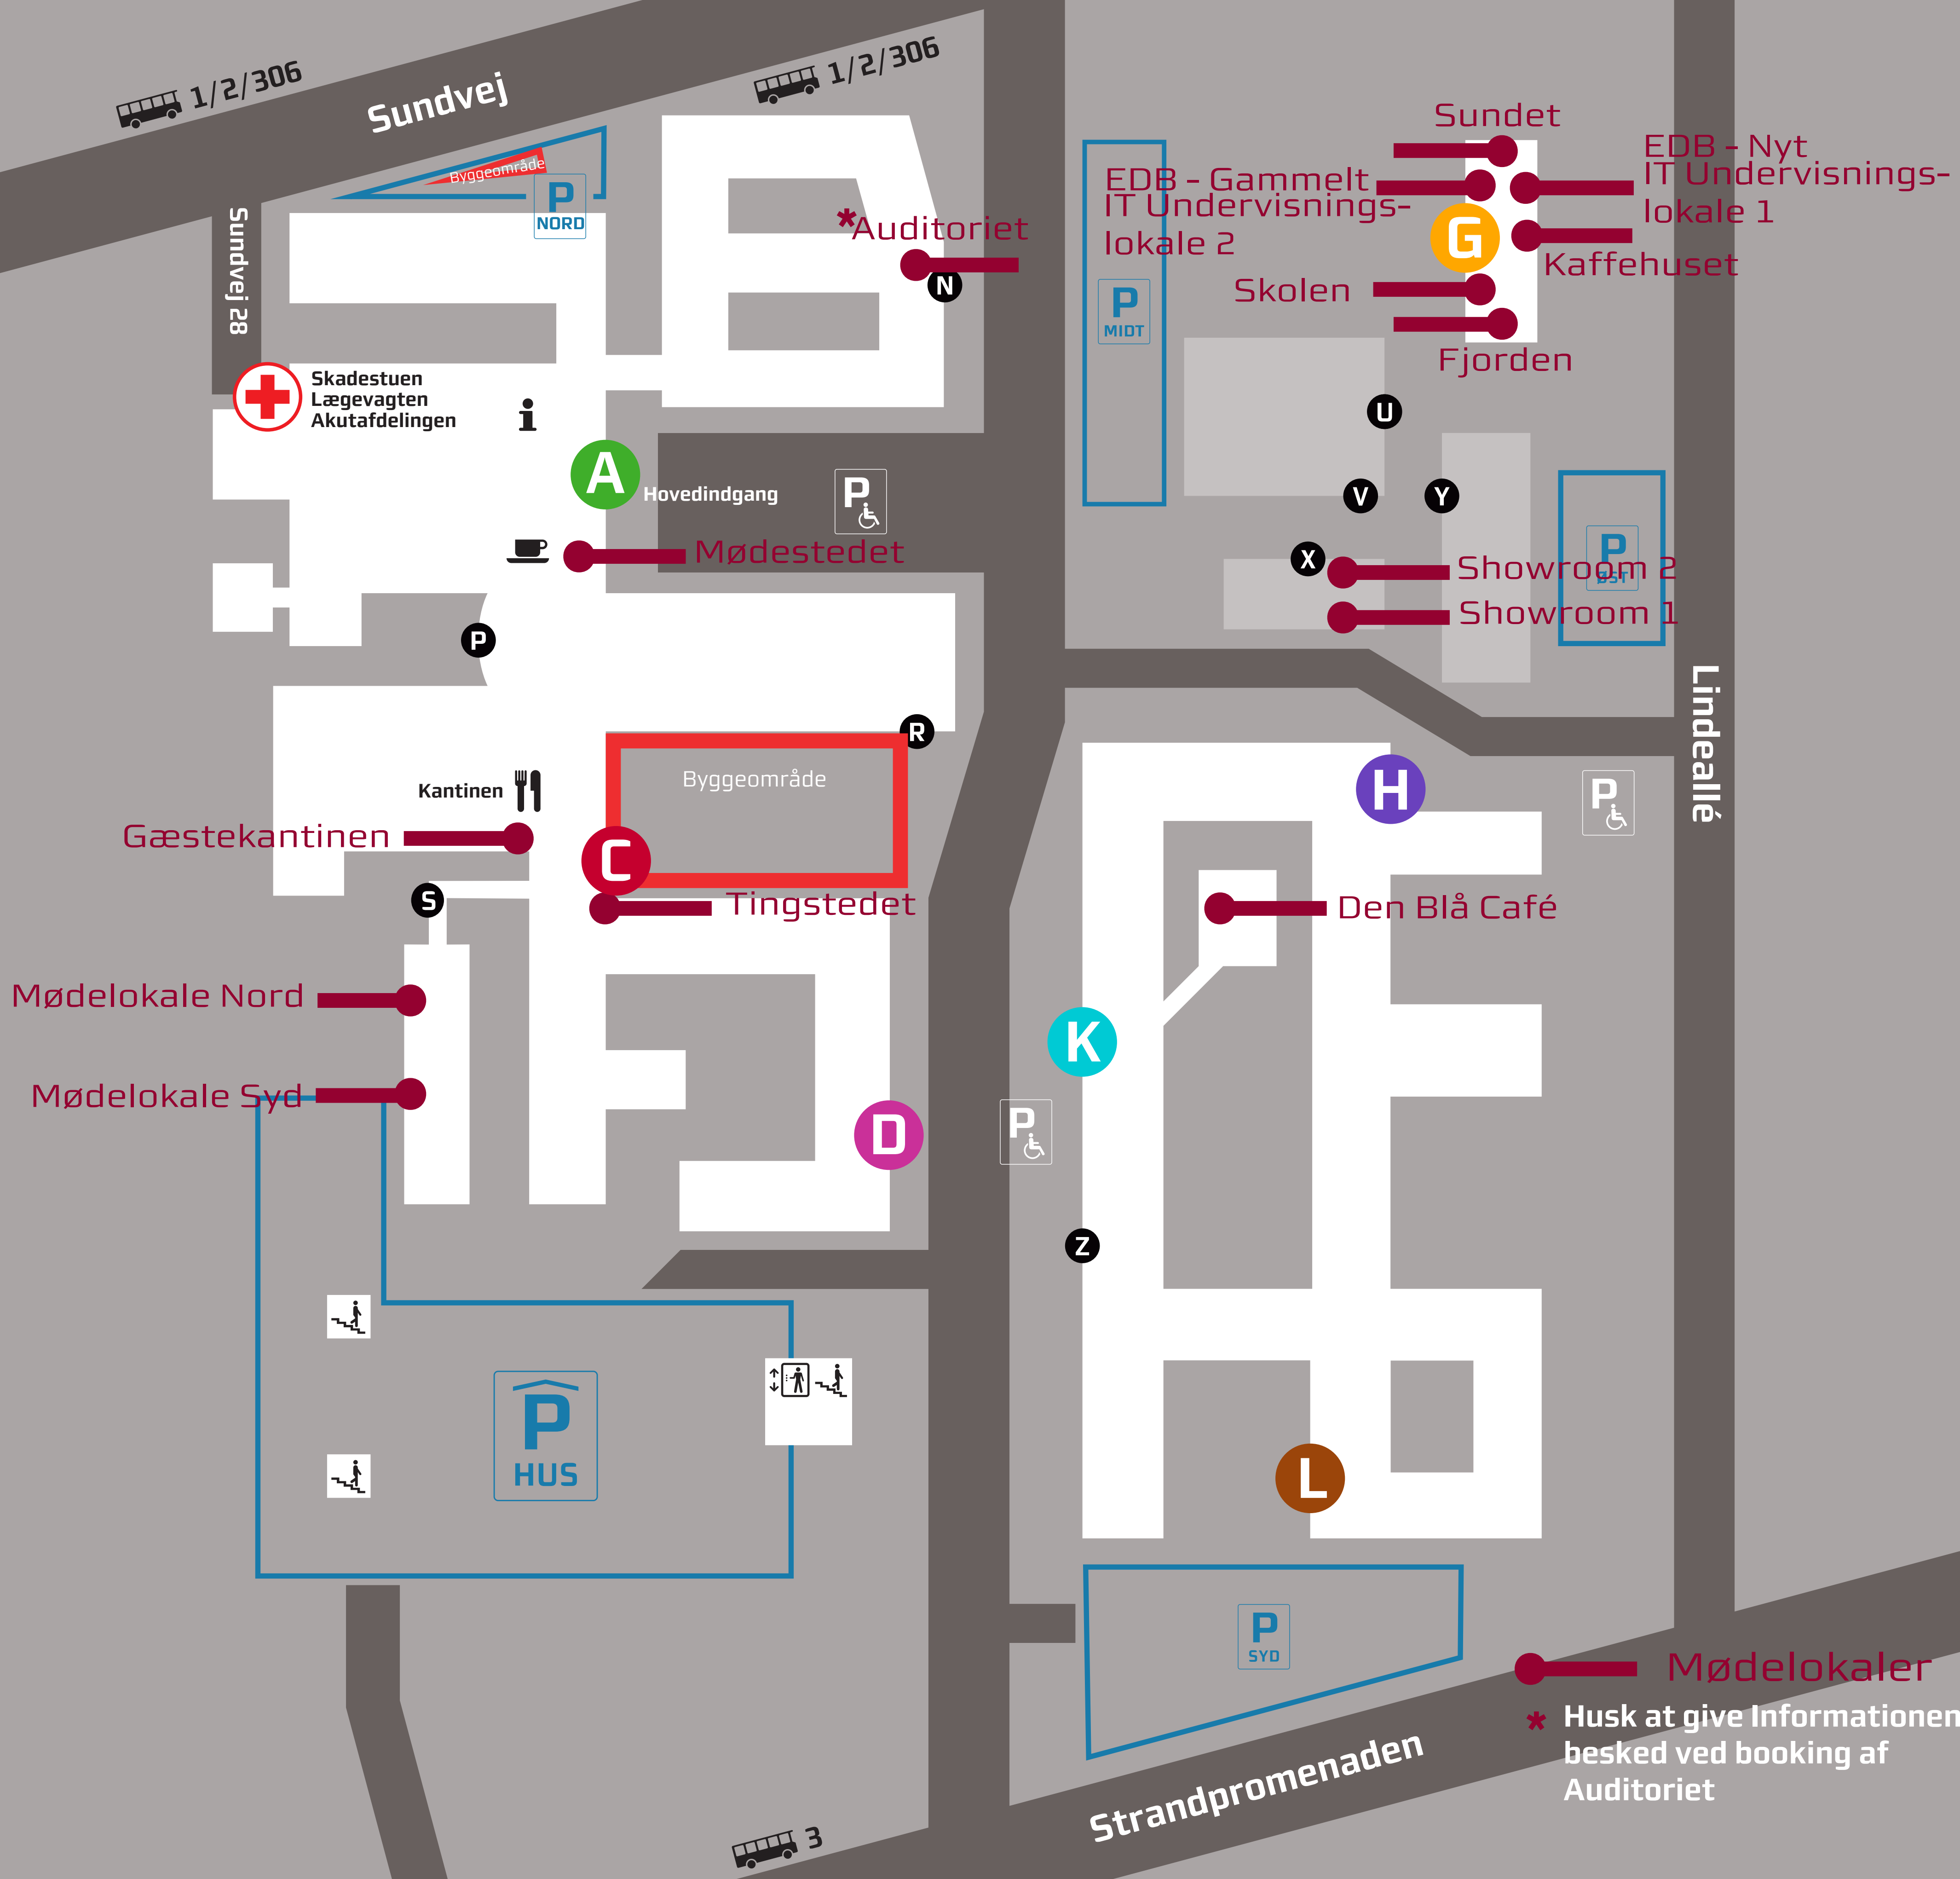 1/2/306
Sundvej
1/2/306
Sundvej 28
Byggeområde
P
NORD
*Auditoriet
N
Skadestuen
Lægevagten
Akutafdelingen
i
A
Hovedindgang
P
Mødestedet
P
R
Byggeområde
Kantinen
Gæstekantinen
C
S
Tingstedet
Mødelokale Nord
Mødelokale Syd
D
P
HUS
Sundet
EDB - Nyt
IT Undervisnings-
lokale 1
EDB - Gammelt
IT Undervisnings-
lokale 2
G
Kaffehuset
Skolen
Fjorden
P
MIDT
U
V
Y
X
Showroom 2
Showroom 1
P
ØST
Lindeallé
H
P
Den Blå Café
K
P
Z
L
P
SYD
Strandpromenaden
3
Mødelokaler
* Husk at give Informationen
besked ved booking af
Auditoriet